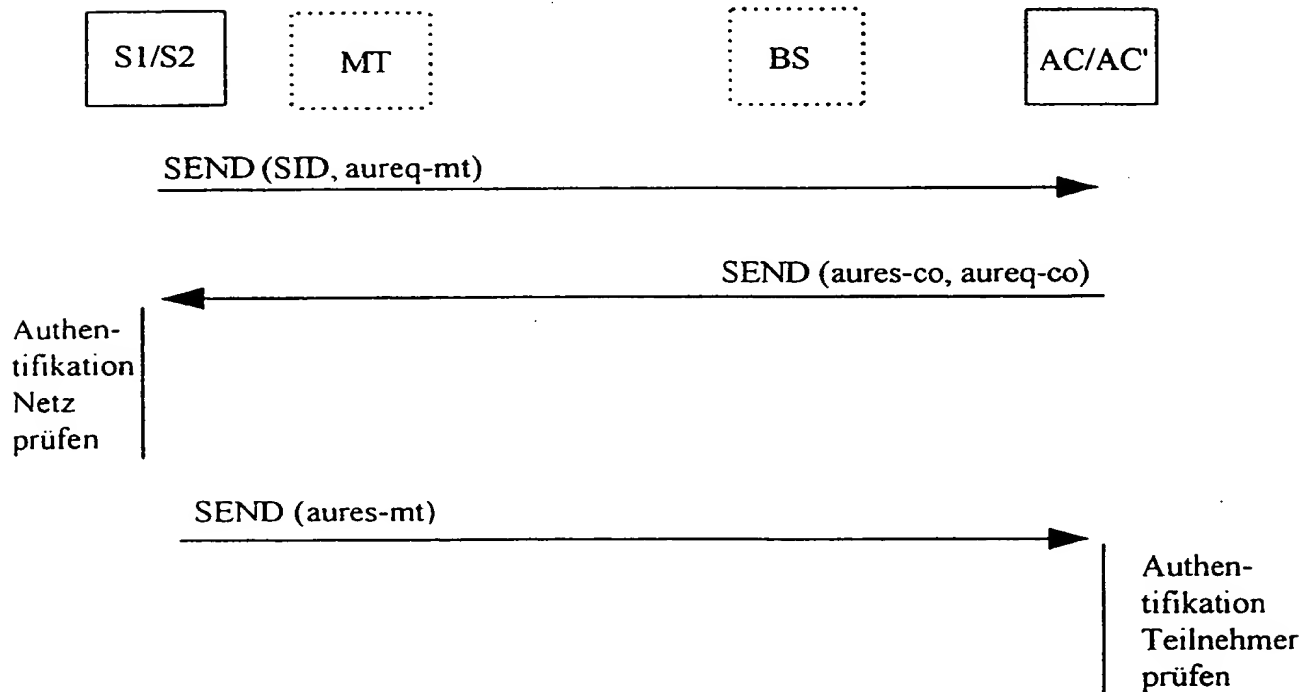 S1/S2
MT
BS
AC/AC'
SEND (SID, aureq-mt)
SEND (aures-co, aureq-co)
Authen-
tifikation
Netz
prüfen
SEND (aures-mt)
Authen-
tifikation
Teilnehmer
prüfen